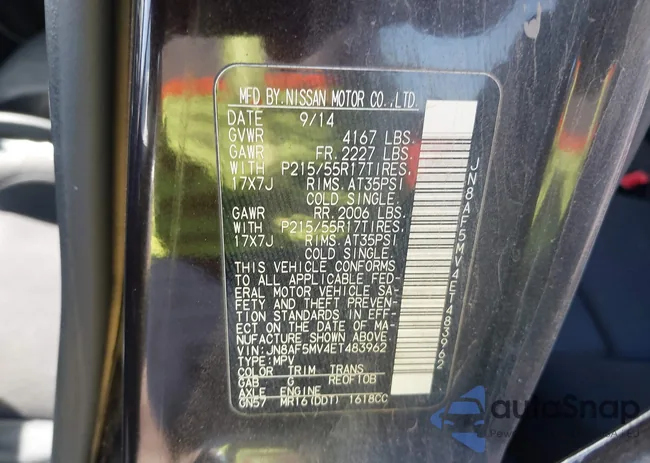 MFD BY.NISSAN MOTOR CO.,LTD.
DATE 9/14
GVWR 4167 LBS.
GAWR FR. 2227 LBS.
WITH P215/55R17TIRES.
17X7J RIMS.AT35PSI
COLD SINGLE.
GAWR RR. 2006 LBS.
WITH P215/55R17TIRES.
17X7J RIMS.AT35PSI
COLD SINGLE.
THIS VEHICLE CONFORMS
TO ALL APPLICABLE FED-
ERAL MOTOR VEHICLE SA-
FETY AND THEFT PREVEN-
TION STANDARDS IN EFF-
ECT ON THE DATE OF MA-
NUFACTURE SHOWN ABOVE.
VIN:JN8AF5MV4ET483962
TYPE:MPV
COLOR TRIM TRANS
GAB G REOF10B
AXLE ENGINE
GN57 MR16(DDT) 1618CC
JN8AF5MV4ET483962
autoSnap